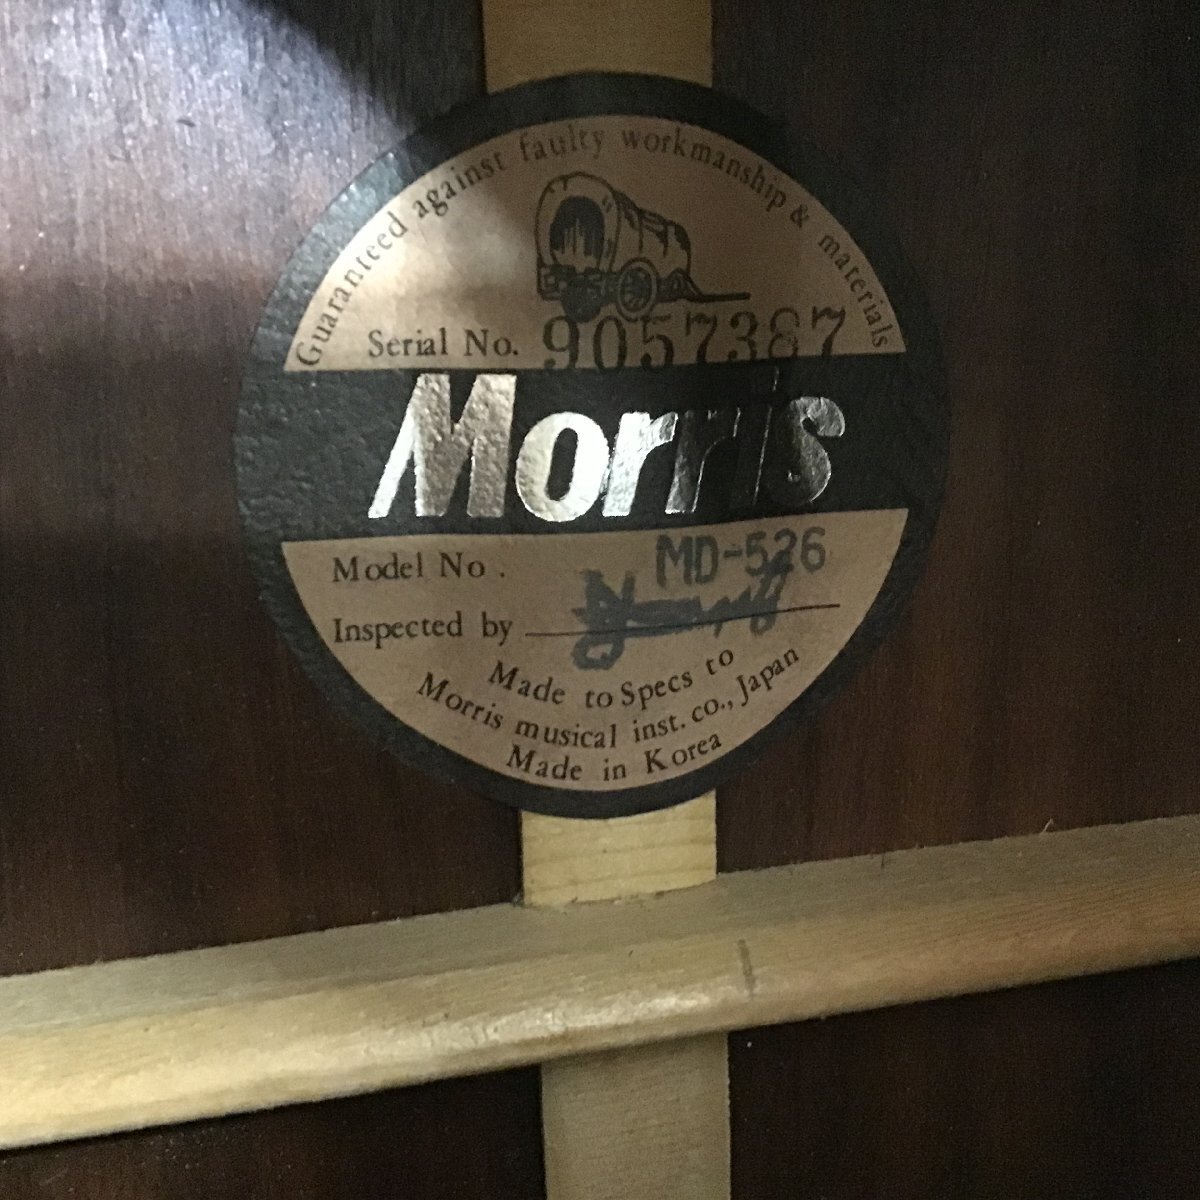 Guaranteed against faulty workmanship & materials
Serial No. 9057387
Morris
Model No. MD-526
Inspected by
Made to Specs to
Morris musical inst. co., Japan
Made in Korea